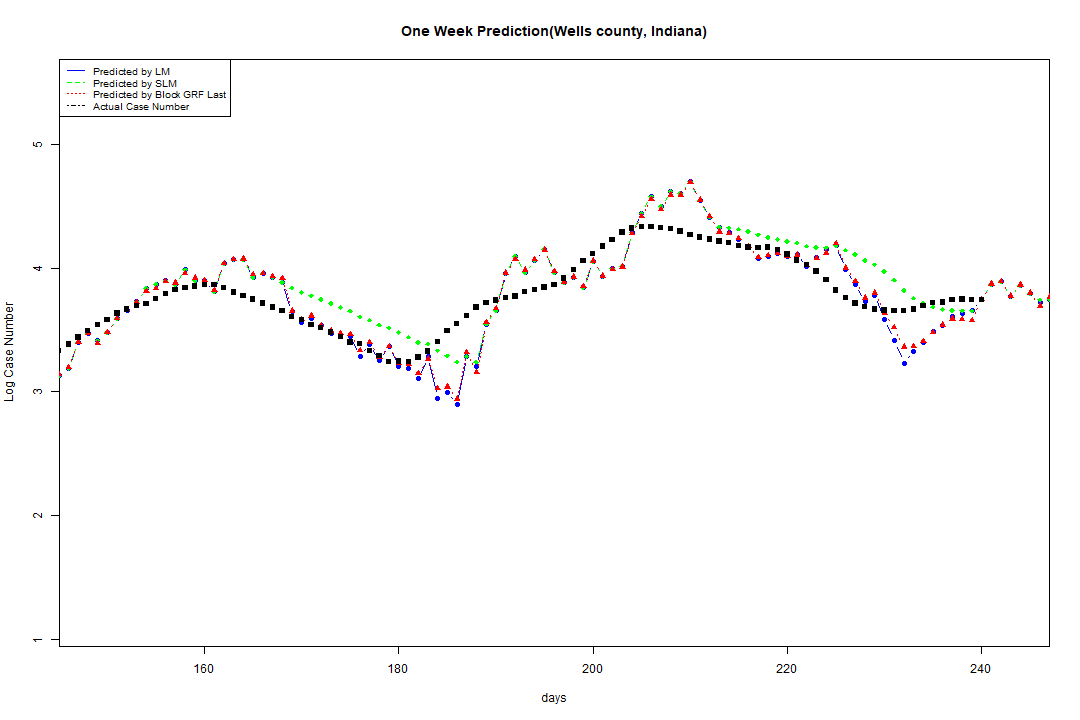 One Week Prediction(Wells county, Indiana)
Predicted by LM
Predicted by SLM
Predicted by Block GRF Last
Actual Case Number
5
4
3
2
1
Log Case Number
160 180 200 220 240
days